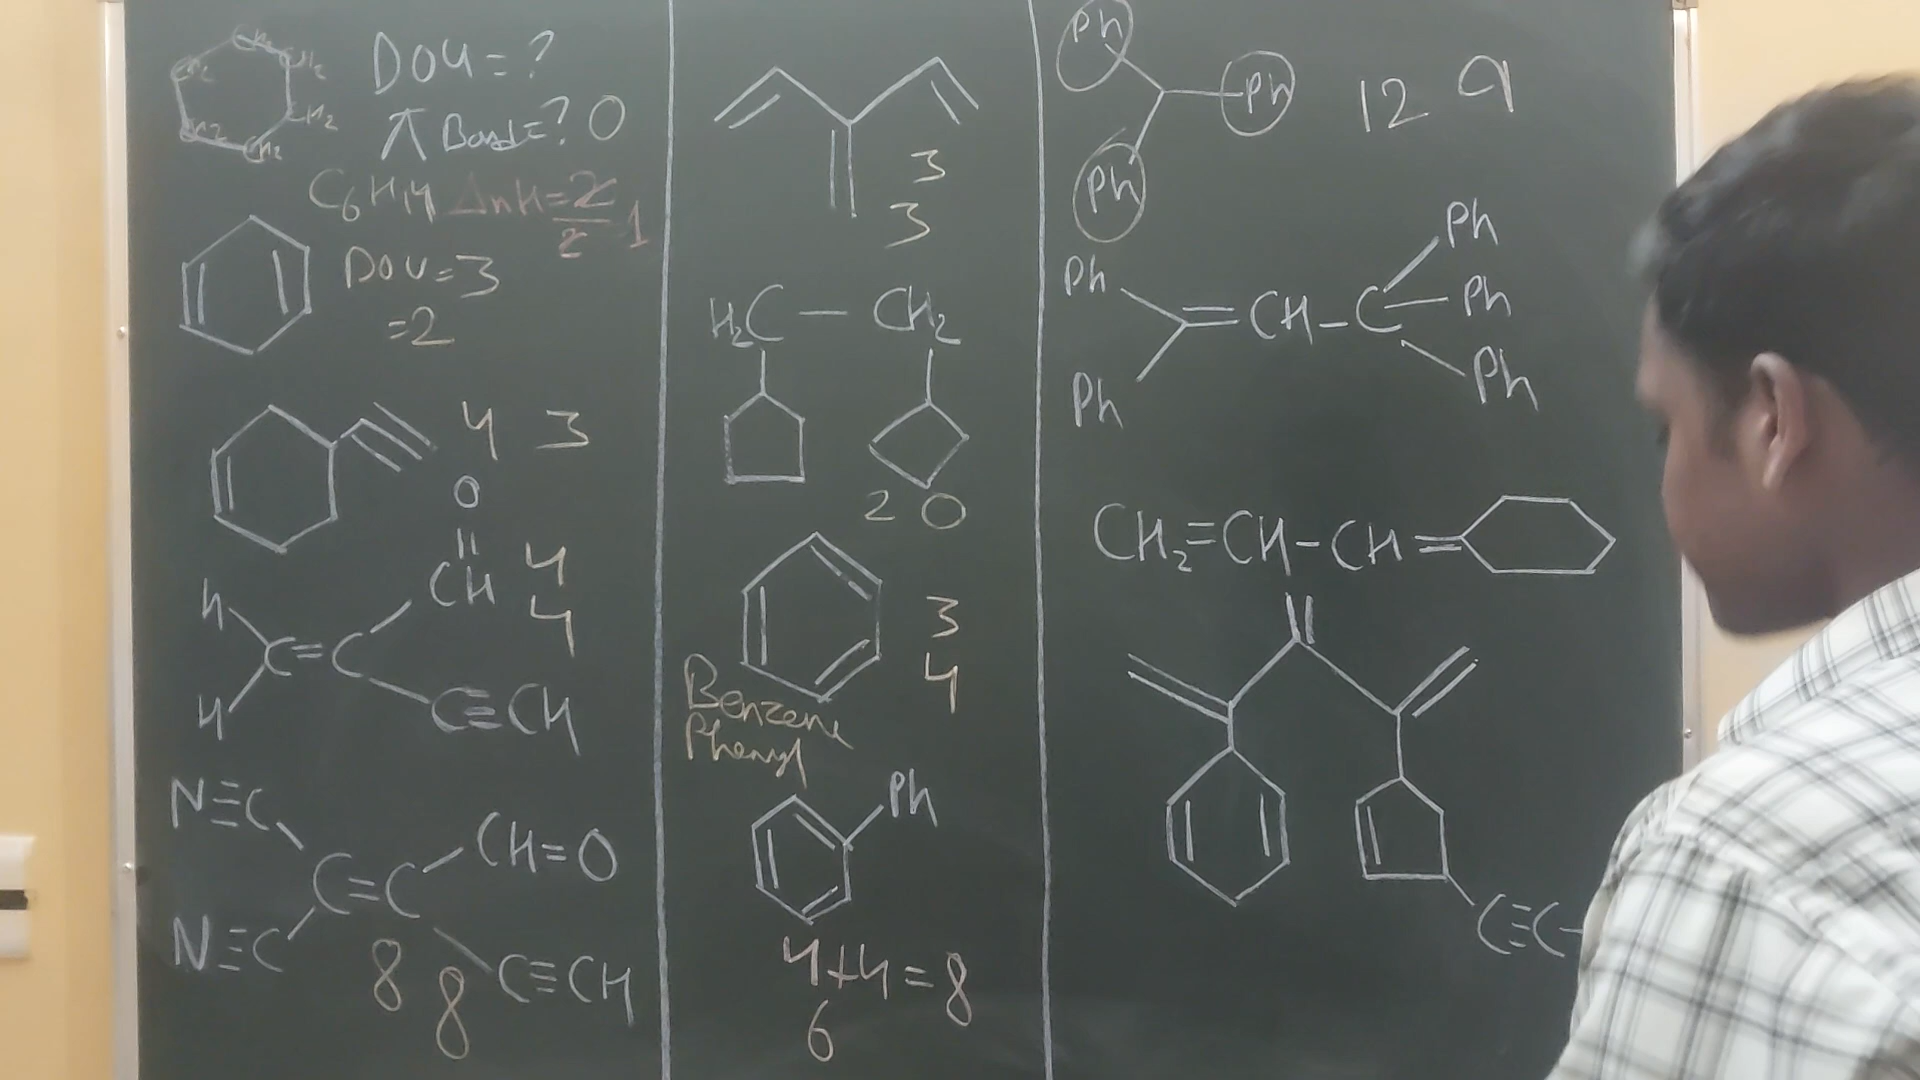 CH2
CH2
CH2
CH2
CH2
CH2
DOU = ?
π Bond = ? 0
C6H14 ΔnH = 2/2 1
DOU = 3
= 2
4 3
O
CH
4
4
H
C=C
H
C≡CH
N≡C
CH=O
C=C
N≡C
8
8
C≡CH
3
3
H2C — CH2
2 0
3
4
Benzene
Phenyl
Ph
4+4=8
6
Ph
Ph
Ph
12 9
Ph
Ph
=CH-C
Ph
Ph
Ph
CH2=CH-CH=
C≡C-